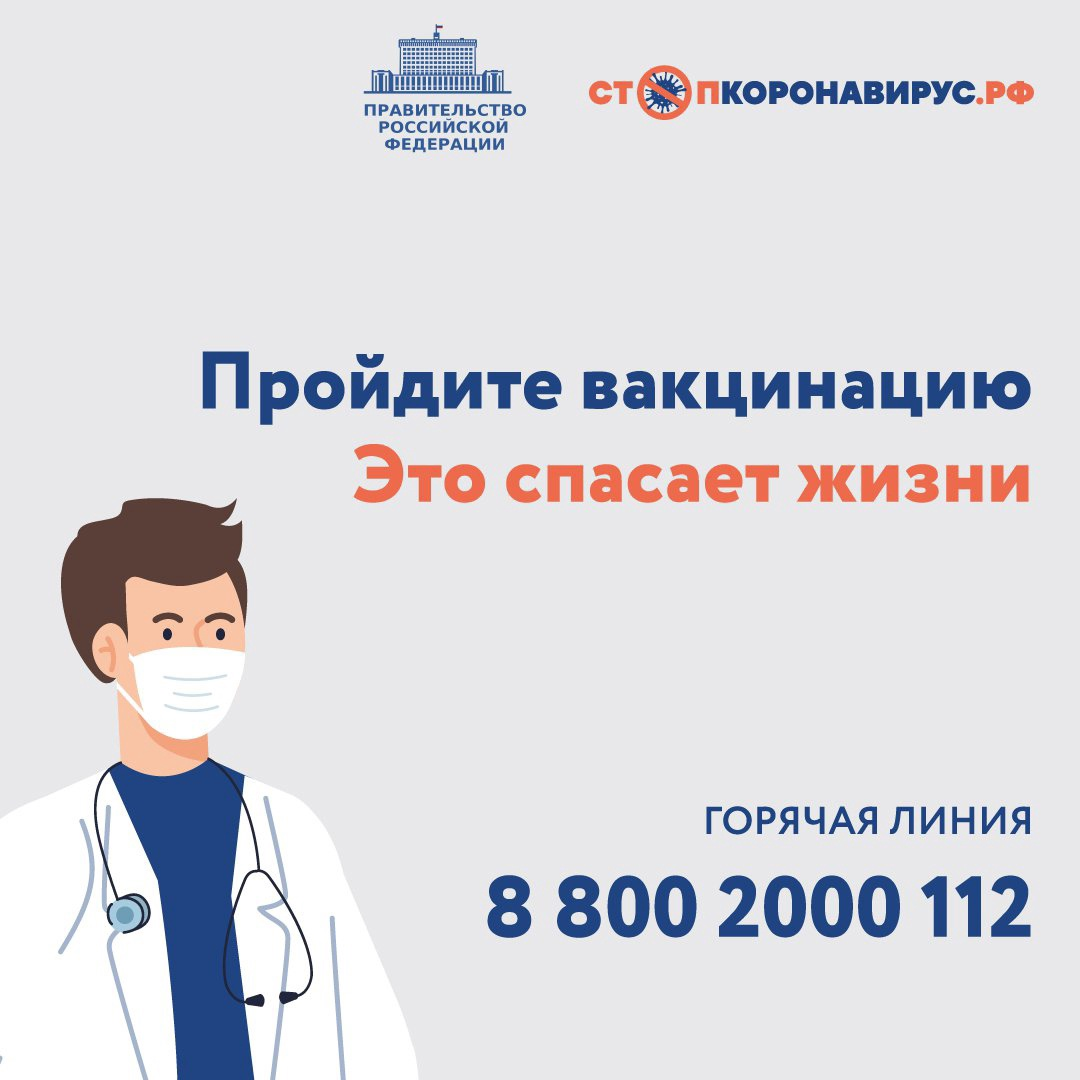 ПРАВИТЕЛЬСТВО
РОССИЙСКОЙ
ФЕДЕРАЦИИ
СТОПКОРОНАВИРУС.РФ
Пройдите вакцинацию
Это спасает жизни
ГОРЯЧАЯ ЛИНИЯ
8 800 2000 112